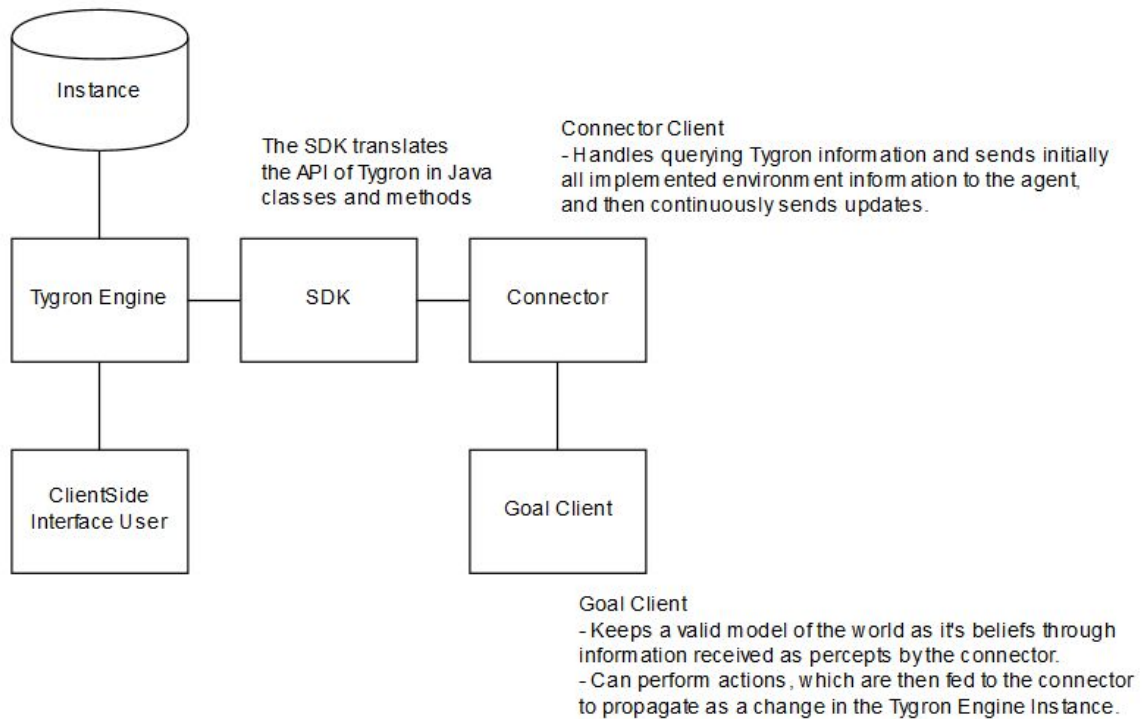 Instance
The SDK translates
the API of Tygron in Java
classes and methods
Connector Client
- Handles querying Tygron information and sends initially
all implemented environment information to the agent,
and then continuously sends updates.
Tygron Engine
SDK
Connector
ClientSide
Interface User
Goal Client
Goal Client
- Keeps a valid model of the world as it's beliefs through
information received as percepts by the connector.
- Can perform actions, which are then fed to the connector
to propagate as a change in the Tygron Engine Instance.